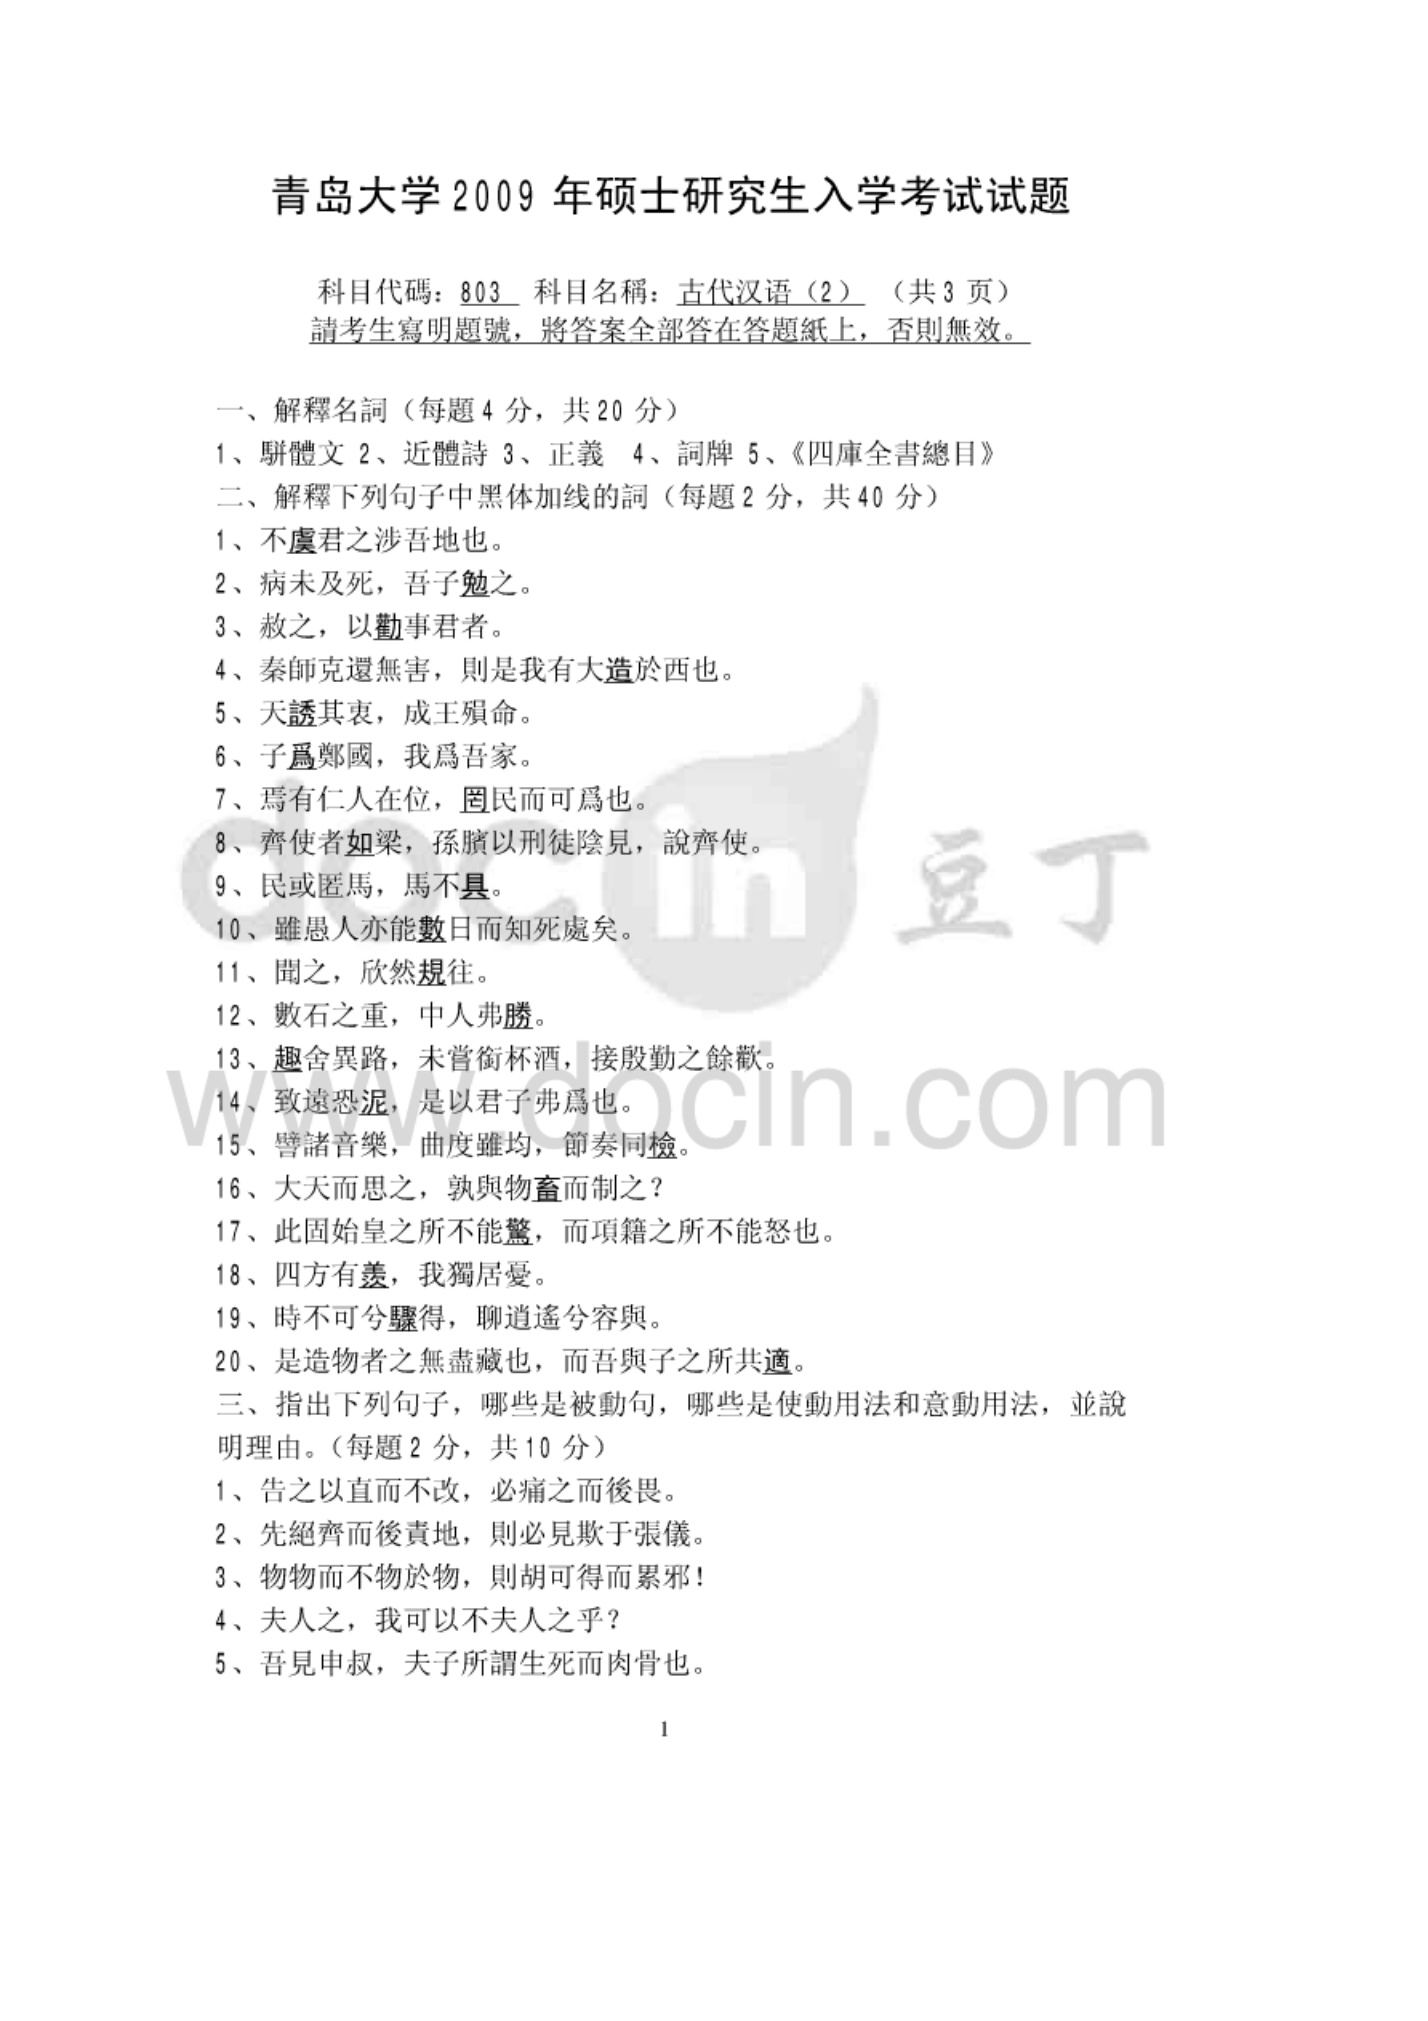 青岛大学2009 年硕士研究生入学考试试题
科目代碼：803 科目名稱：古代汉语（2） （共3 页）
請考生寫明題號，將答案全部答在答題紙上，否則無效。
一、解釋名詞（每題4 分，共20 分）
1、駢體文 2、近體詩 3、正義 4、詞牌 5、《四庫全書總目》
二、解釋下列句子中黑体加线的詞（每題2 分，共40 分）
1、不虞君之涉吾地也。
2、病未及死，吾子勉之。
3、赦之，以勸事君者。
4、秦師克還無害，則是我有大造於西也。
5、天誘其衷，成王殞命。
6、子爲鄭國，我爲吾家。
7、焉有仁人在位，罔民而可爲也。
8、齊使者如梁，孫臏以刑徒陰見，說齊使。
9、民或匿馬，馬不具。
10、雖愚人亦能數日而知死處矣。
11、聞之，欣然規往。
12、數石之重，中人弗勝。
13、趣舍異路，未嘗銜杯酒，接殷勤之餘歡。
14、致遠恐泥，是以君子弗爲也。
15、譬諸音樂，曲度雖均，節奏同檢。
16、大天而思之，孰與物畜而制之？
17、此固始皇之所不能驚，而項籍之所不能怒也。
18、四方有羨，我獨居憂。
19、時不可兮驟得，聊逍遙兮容與。
20、是造物者之無盡藏也，而吾與子之所共適。
三、指出下列句子，哪些是被動句，哪些是使動用法和意動用法，並說
明理由。（每題2 分，共10 分）
1、告之以直而不改，必痛之而後畏。
2、先絕齊而後責地，則必見欺于張儀。
3、物物而不物於物，則胡可得而累邪！
4、夫人之，我可以不夫人之乎？
5、吾見申叔，夫子所謂生死而肉骨也。
1
docin 豆丁
www.docin.com